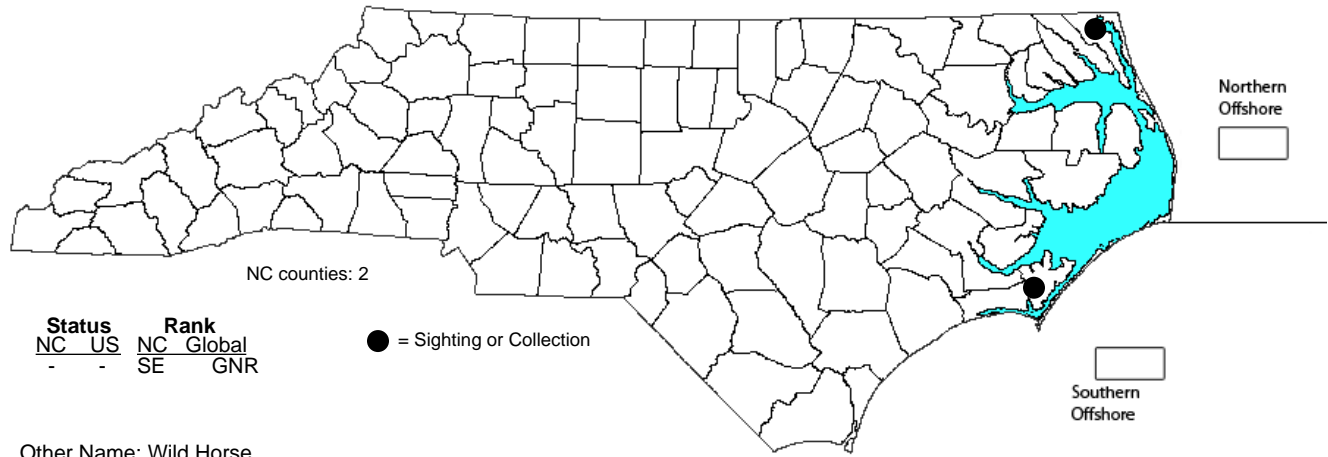 Northern
Offshore
NC counties: 2
Status Rank
NC US NC Global
- - SE GNR
= Sighting or Collection
Southern
Offshore
Other Name: Wild Horse